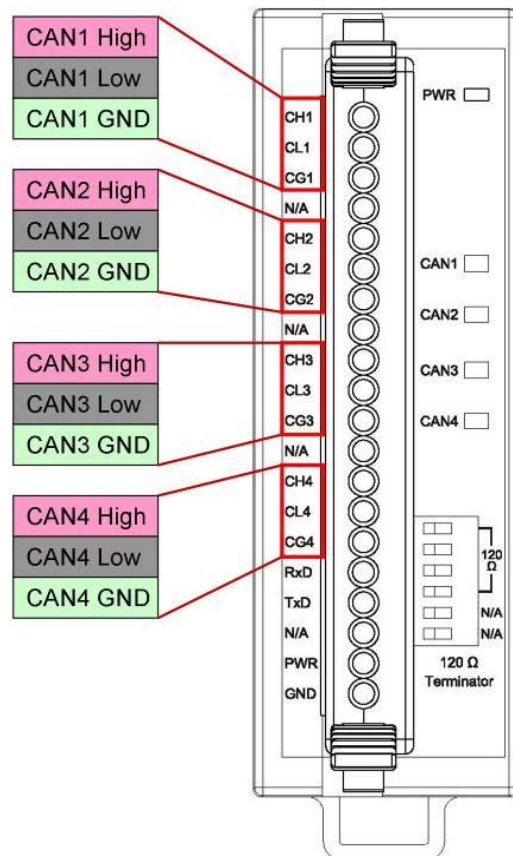 CAN1 High
CAN1 Low
CAN1 GND
CAN2 High
CAN2 Low
CAN2 GND
CAN3 High
CAN3 Low
CAN3 GND
CAN4 High
CAN4 Low
CAN4 GND
CH1
CL1
CG1
N/A
CH2
CL2
CG2
N/A
CH3
CL3
CG3
N/A
CH4
CL4
CG4
RxD
TxD
N/A
PWR
GND
PWR
CAN1
CAN2
CAN3
CAN4
120
Ω
N/A
N/A
120 Ω
Terminator